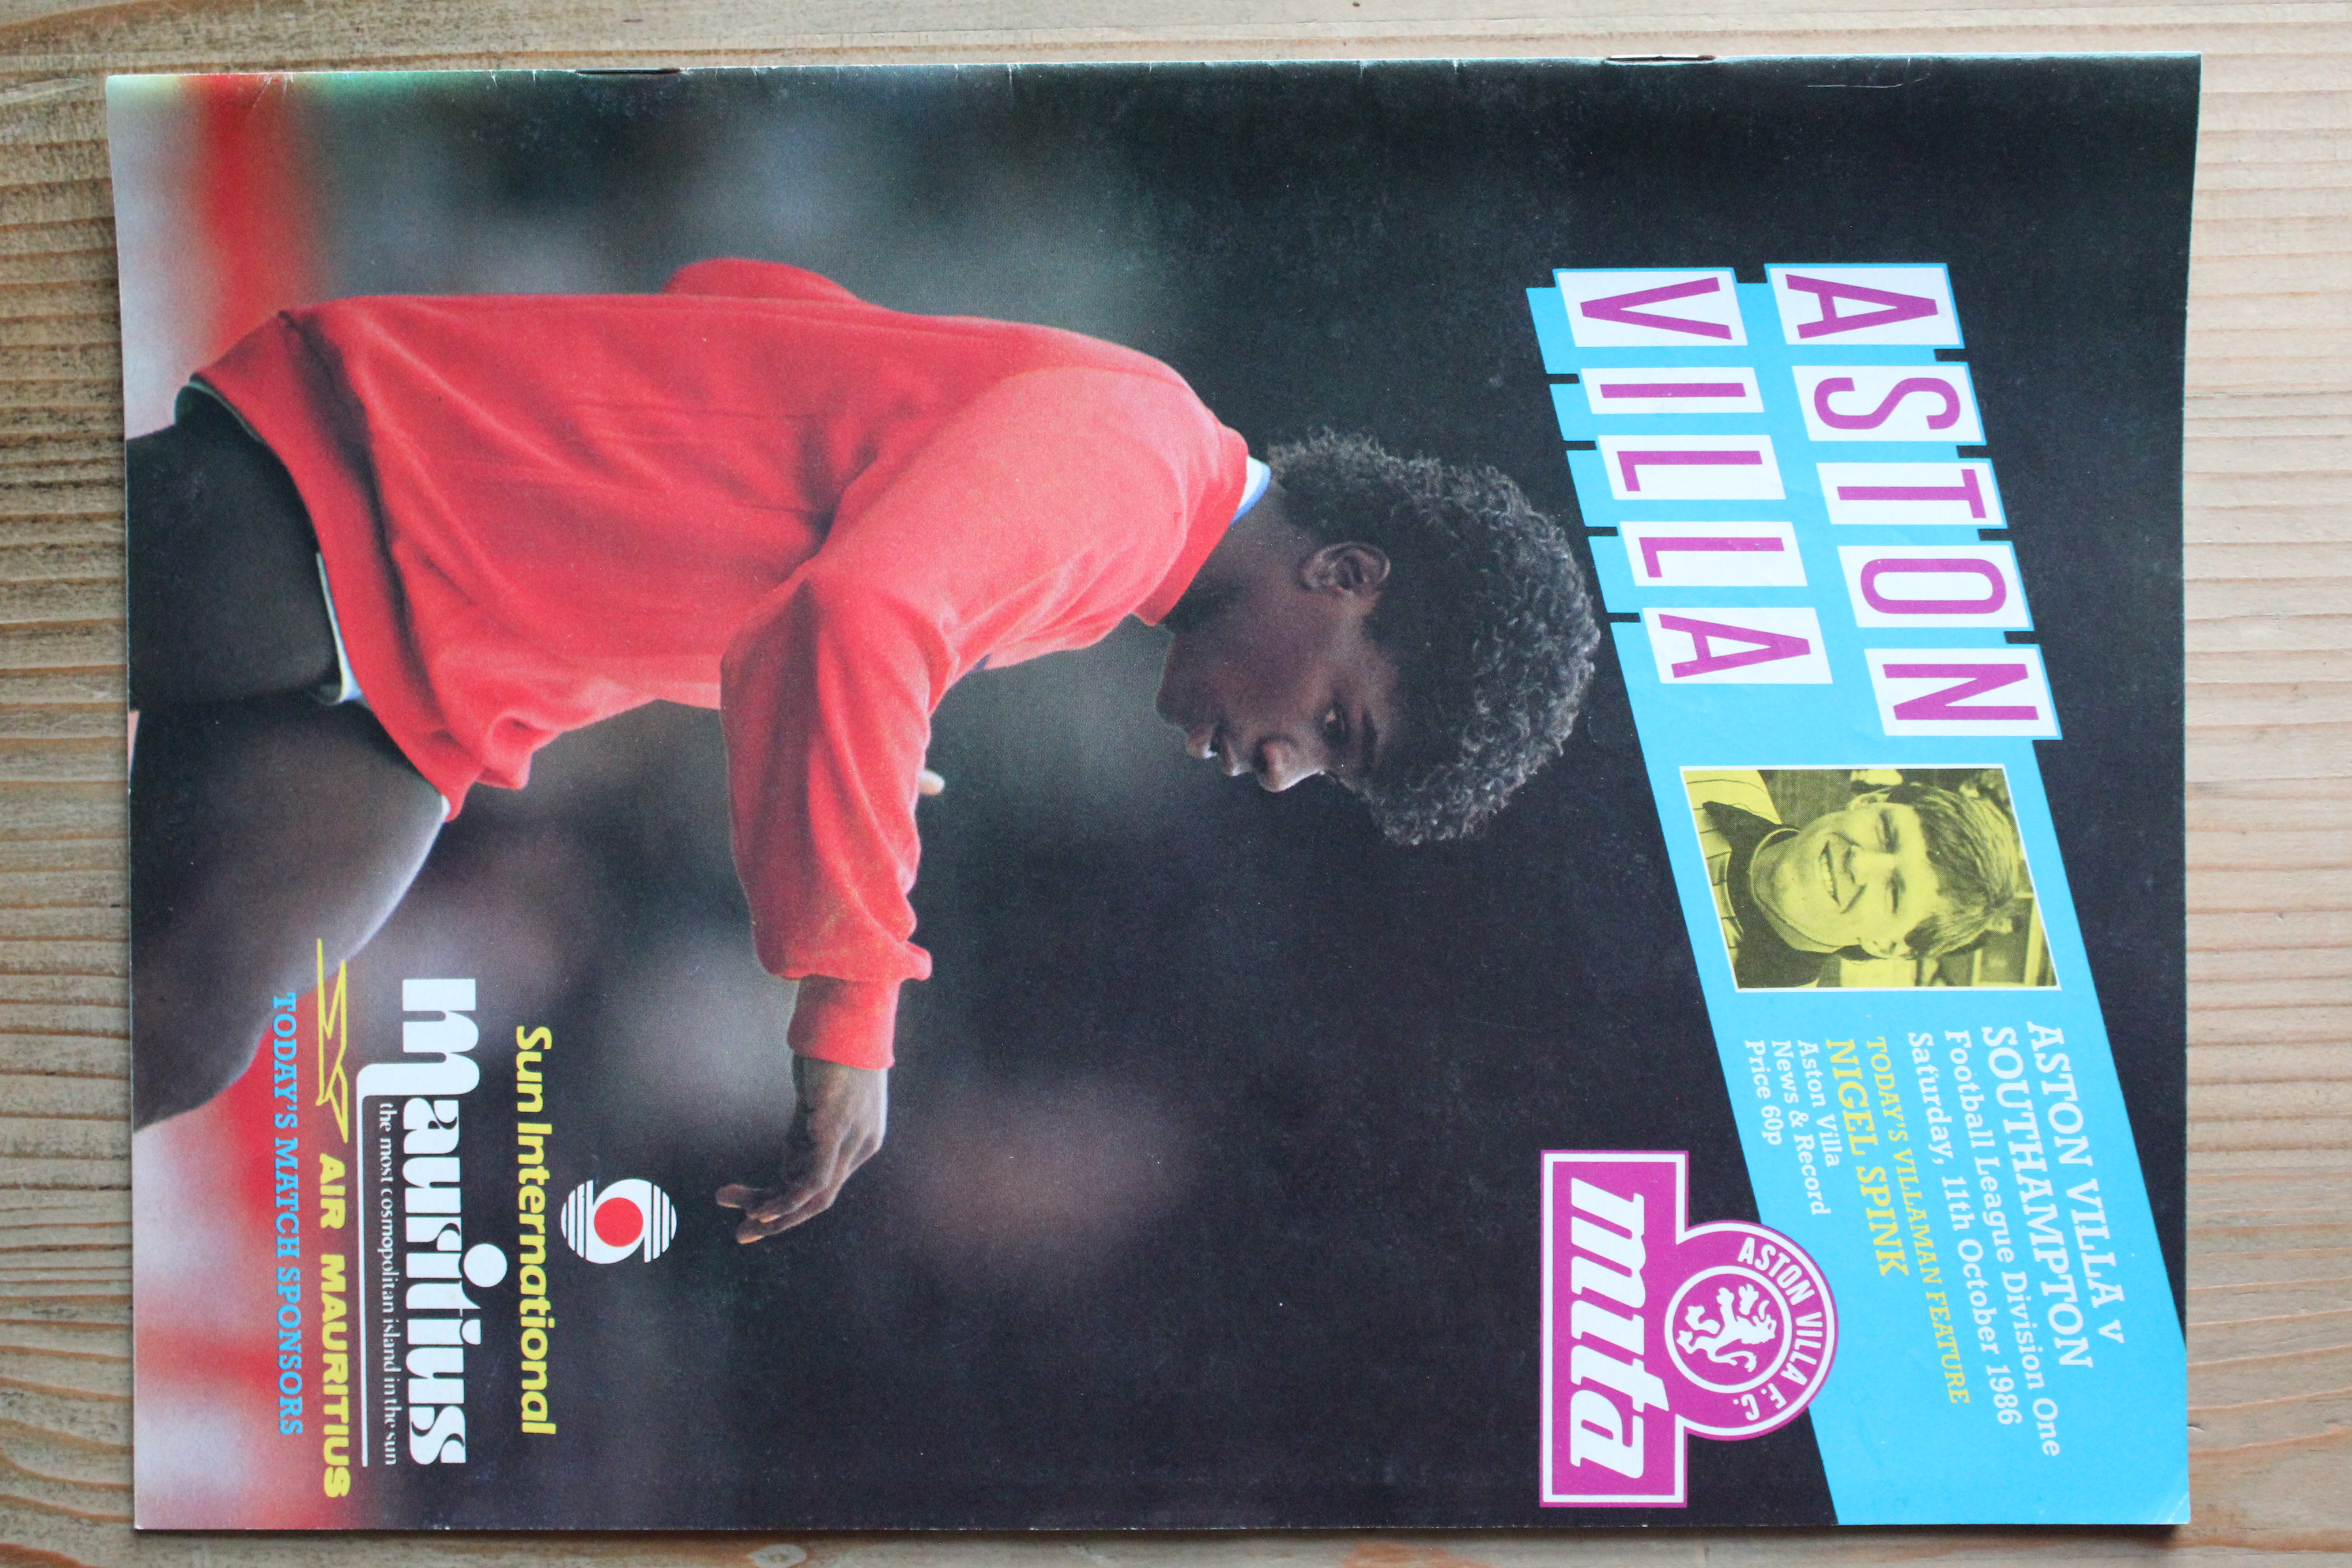 ASTON
VILLA
ASTON VILLA v
SOUTHAMPTON
Football League Division One
Saturday, 11th October 1986
TODAY'S VILLAMAN FEATURE
NIGEL SPINK
Aston Villa
News & Record
Price 60p
ASTON VILLA F.C.
mita
Sun International
mauritius
the most cosmopolitan island in the sun
AIR MAURITIUS
TODAY'S MATCH SPONSORS